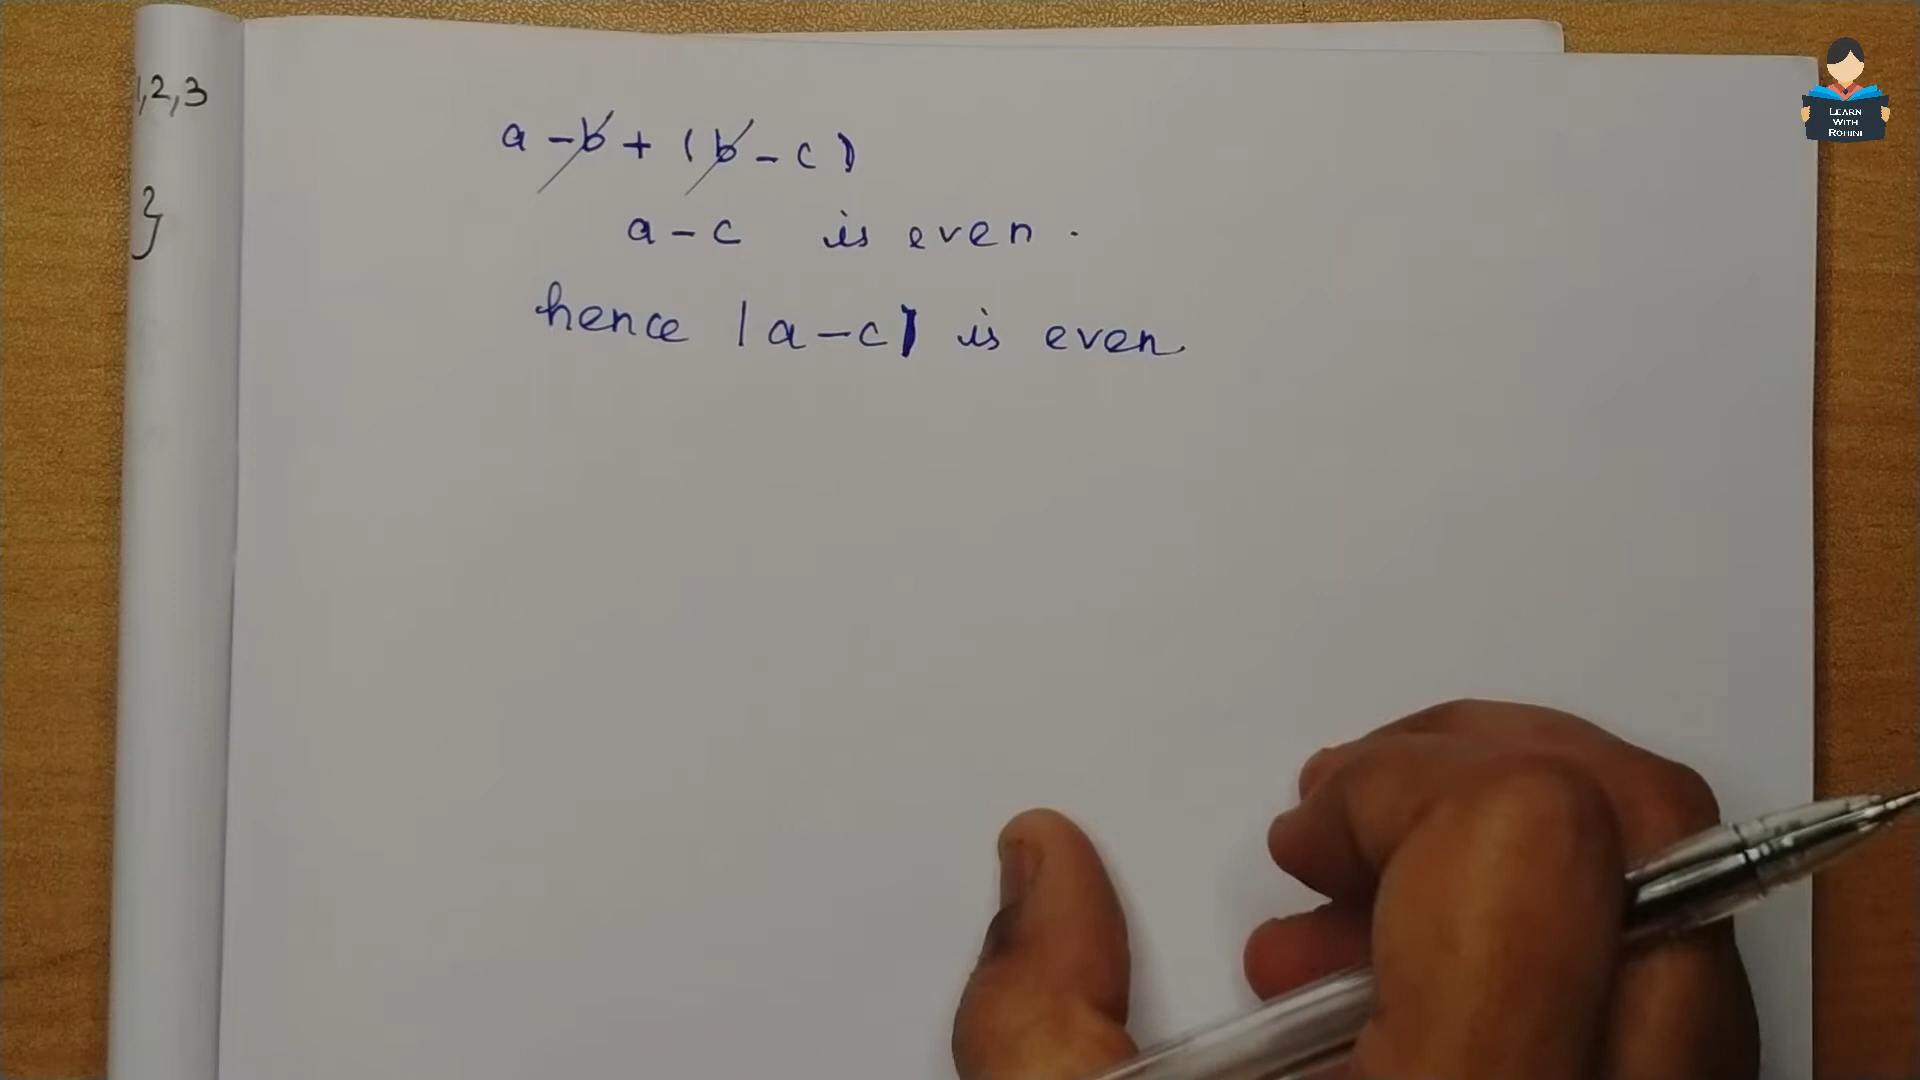 1,2,3
}
a - b + (b - c)
a - c is even.
hence |a - c| is even
LEARN
WITH
ROHINI